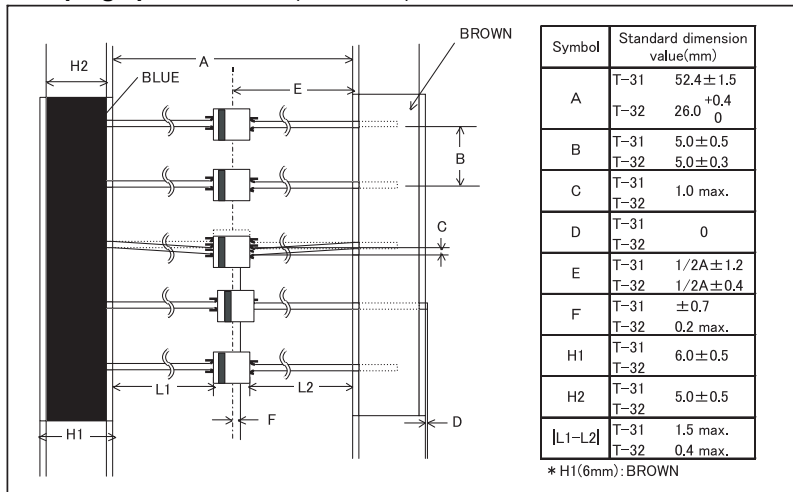 H2
A
BLUE
E
BROWN
B
C
L1
L2
F
D
H1
Symbol Standard dimension value(mm)
A T-31 52.4±1.5
T-32 26.0 +0.4 0
B T-31 5.0±0.5
T-32 5.0±0.3
C T-31 1.0 max.
T-32
D T-31 0
T-32
E T-31 1/2A±1.2
T-32 1/2A±0.4
F T-31 ±0.7
T-32 0.2 max.
H1 T-31 6.0±0.5
T-32
H2 T-31 5.0±0.5
T-32
|L1-L2| T-31 1.5 max.
T-32 0.4 max.
* H1(6mm):BROWN